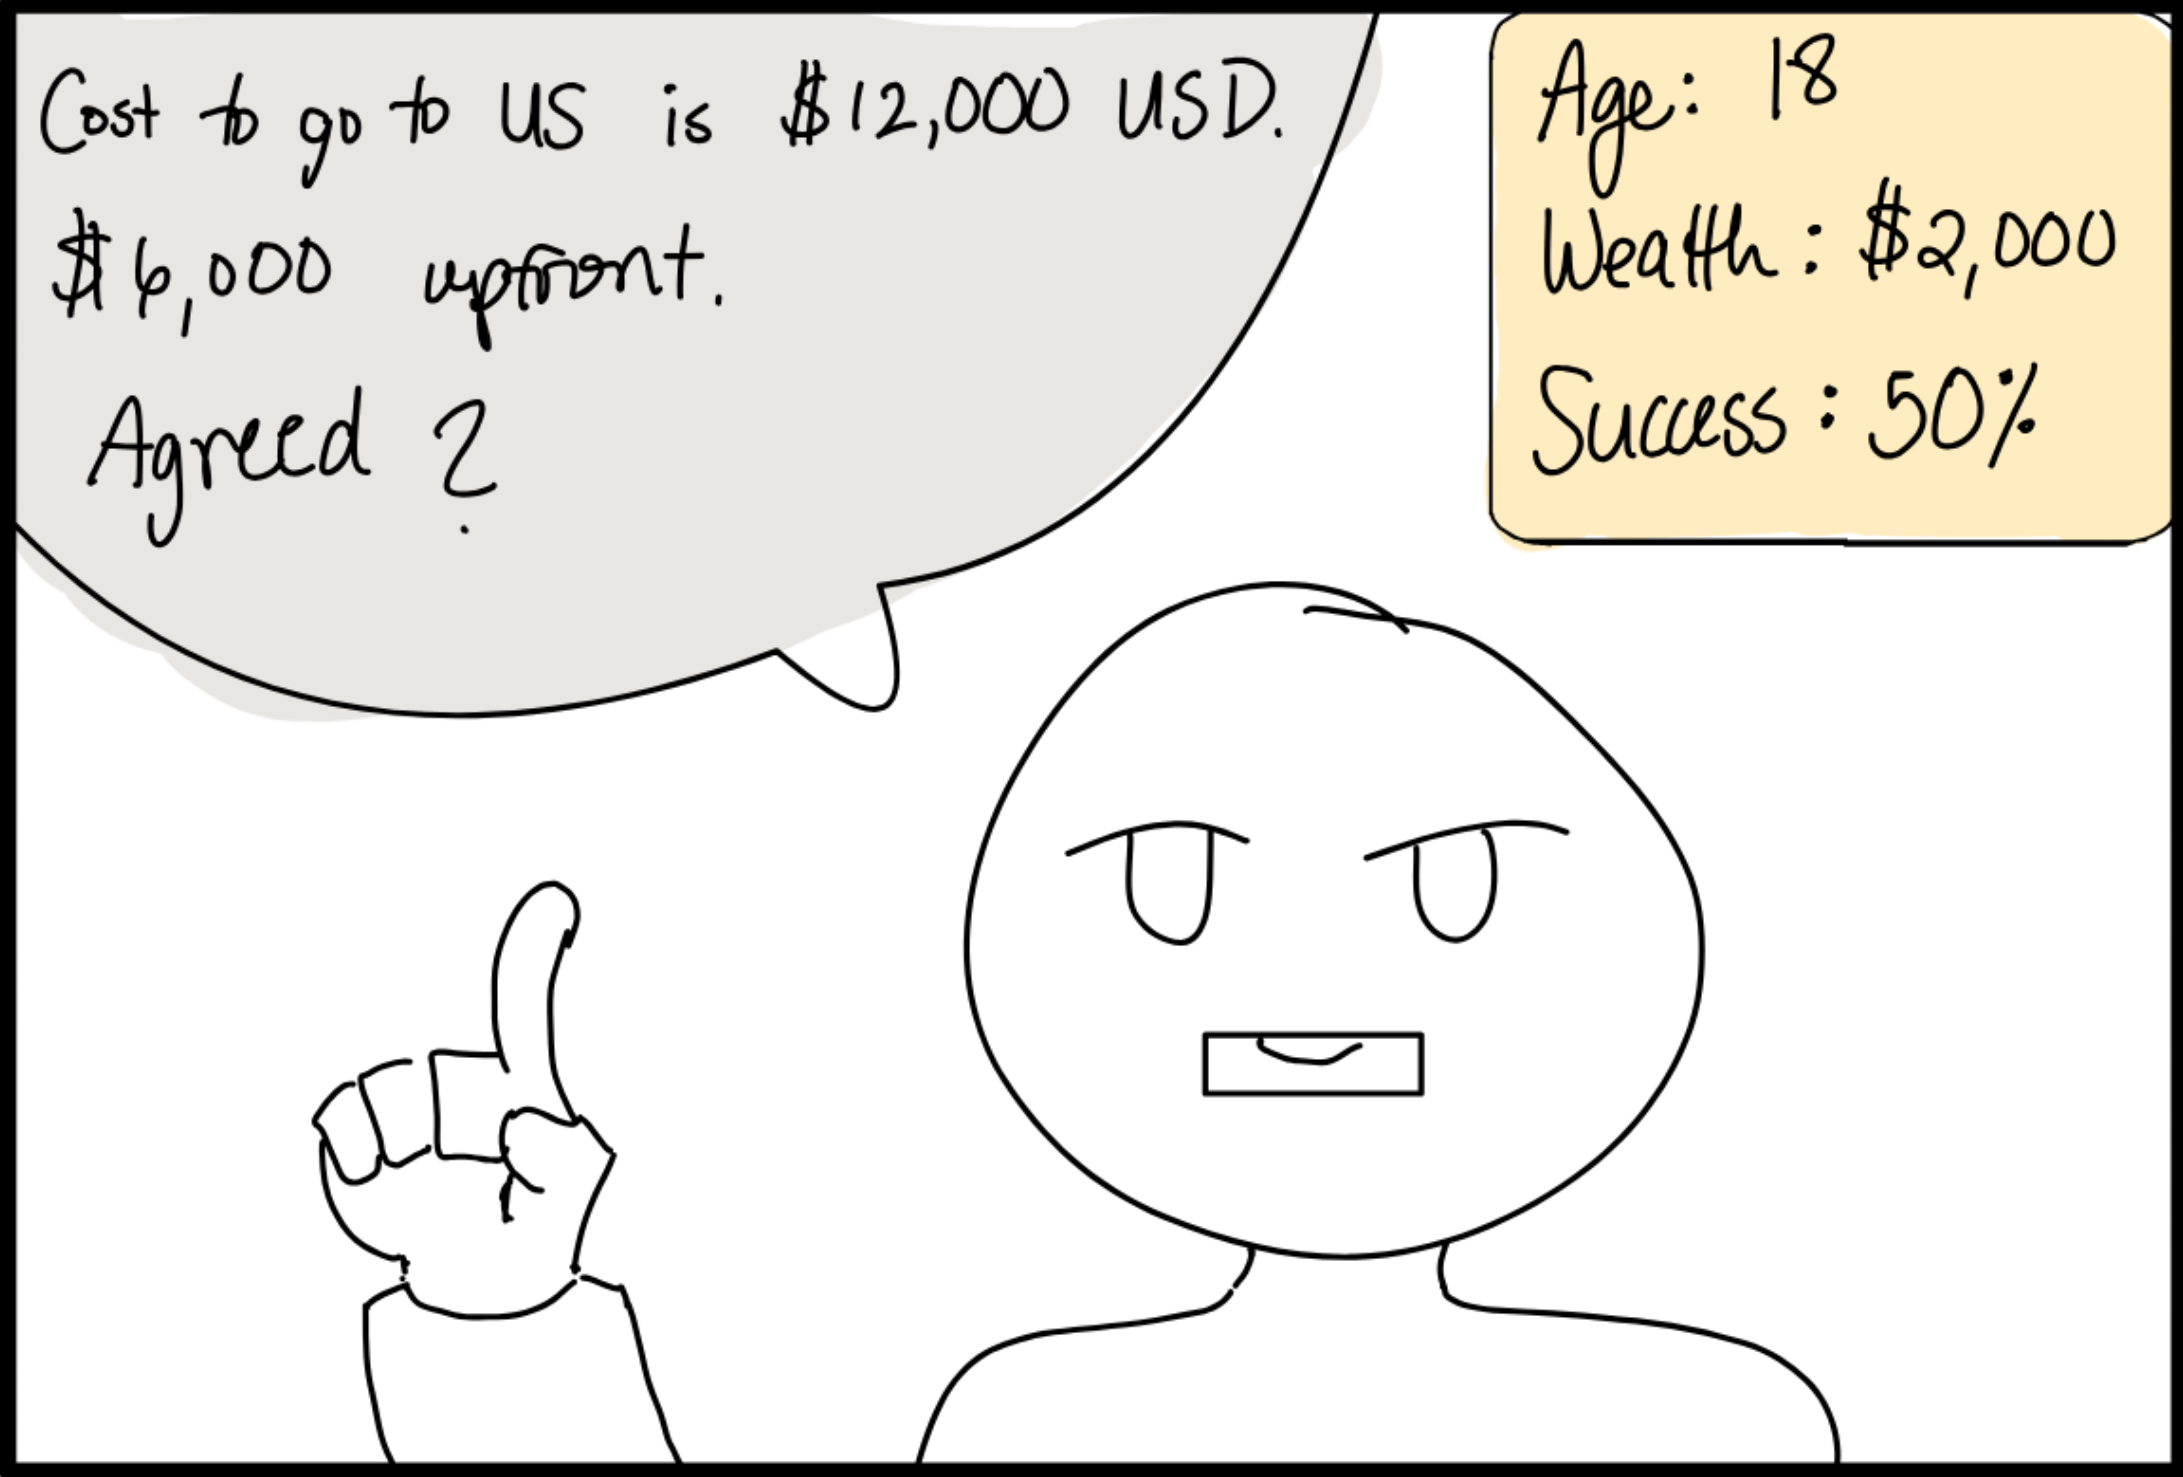 Cost to go to US is $12,000 USD.
$6,000 upfront.
Agreed ?
Age: 18
Wealth: $2,000
Success: 50%